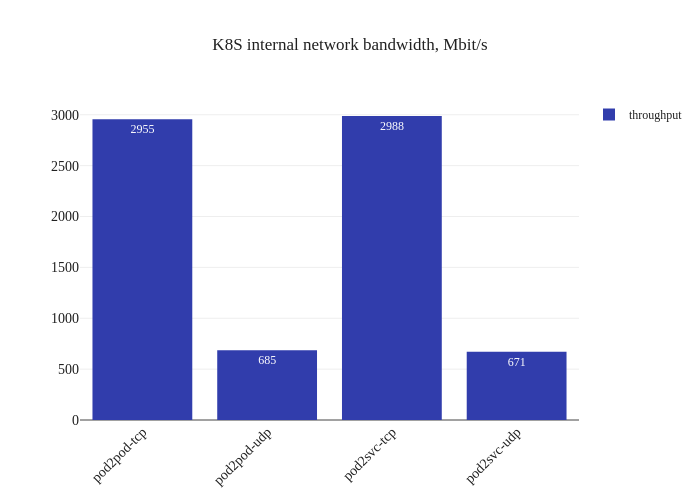 K8S internal network bandwidth, Mbit/s
throughput
3000
2500
2000
1500
1000
500
0
2955
685
2988
671
pod2pod-tcp
pod2pod-udp
pod2svc-tcp
pod2svc-udp